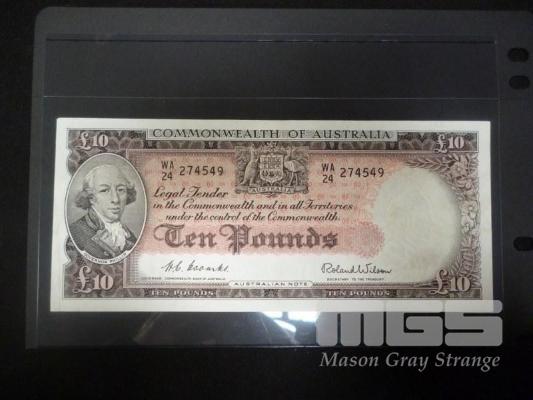 £10 COMMONWEALTH OF AUSTRALIA £10
WA
24 274549
WA
24 274549
AUSTRALIA
Legal Tender
in the Commonwealth and in all Territories
under the control of the Commonwealth.
Ten Pounds
GOVERNOR PHILLIP
H.C. Coombs
Roland Wilson
GOVERNOR, COMMONWEALTH BANK OF AUSTRALIA
SECRETARY TO THE TREASURY
£10 AUSTRALIAN NOTE £10
TEN POUNDS TEN POUNDS
MGS
Mason Gray Strange